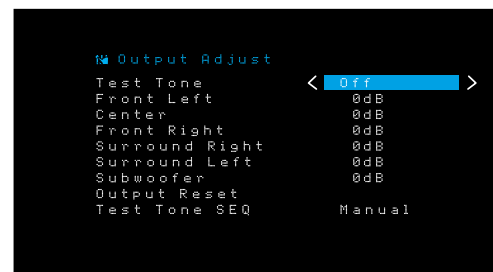 Output Adjust
Test Tone < Off >
Front Left 0dB
Center 0dB
Front Right 0dB
Surround Right 0dB
Surround Left 0dB
Subwoofer 0dB
Output Reset
Test Tone SEQ Manual